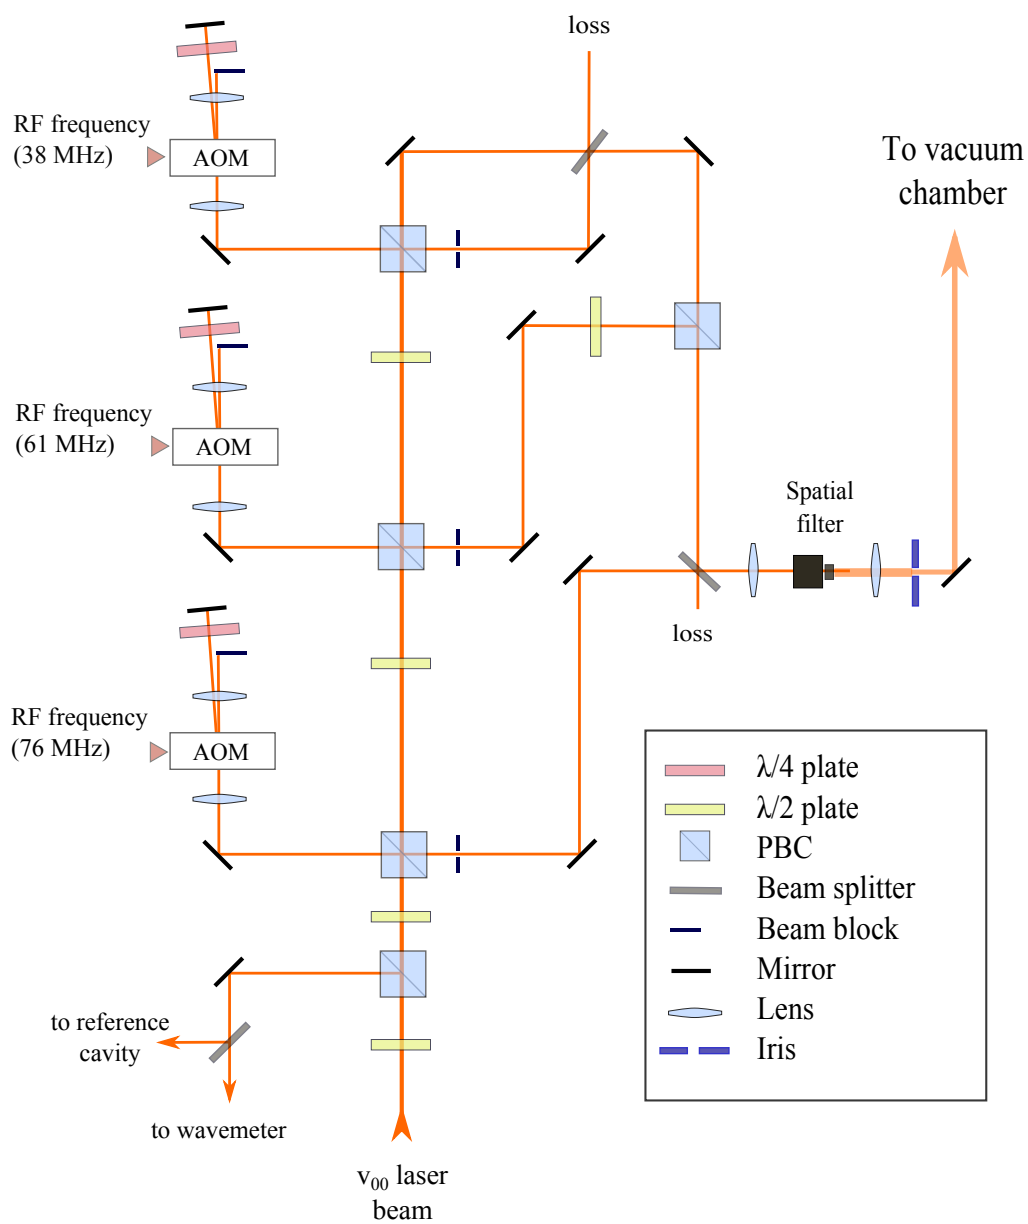 loss
RF frequency
(38 MHz)
AOM
To vacuum
chamber
RF frequency
(61 MHz)
AOM
Spatial
filter
loss
RF frequency
(76 MHz)
AOM
λ/4 plate
λ/2 plate
PBC
Beam splitter
Beam block
Mirror
Lens
Iris
to reference
cavity
to wavemeter
v₀₀ laser
beam